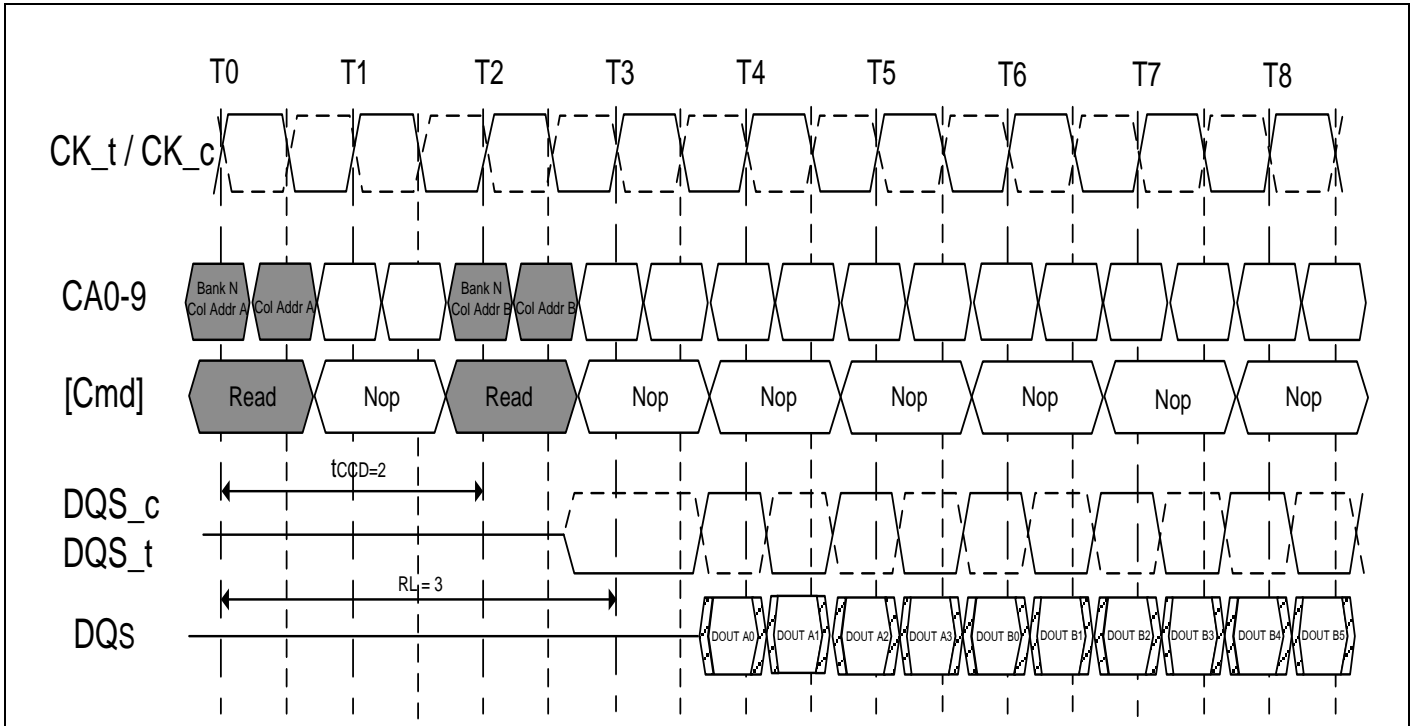 T0 T1 T2 T3 T4 T5 T6 T7 T8
CK_t / CK_c
CA0-9
Bank N
Col Addr A
Col Addr A
Bank N
Col Addr B
Col Addr B
[Cmd]
Read Nop Read Nop Nop Nop Nop Nop Nop
tCCD=2
DQS_c
DQS_t
RL = 3
DQs
DOUT A0 DOUT A1 DOUT A2 DOUT A3 DOUT B0 DOUT B1 DOUT B2 DOUT B3 DOUT B4 DOUT B5